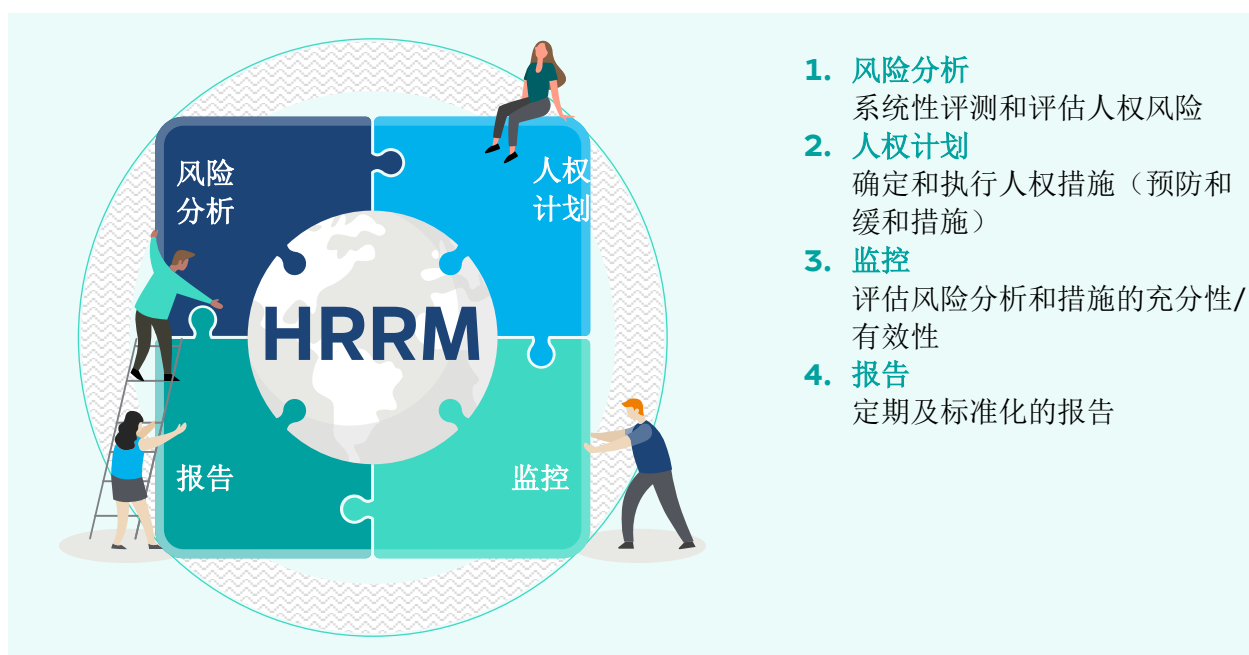 风险
分析
人权
计划
HRRM
报告
监控
1. 风险分析
系统性评测和评估人权风险
2. 人权计划
确定和执行人权措施（预防和
缓和措施）
3. 监控
评估风险分析和措施的充分性/
有效性
4. 报告
定期及标准化的报告